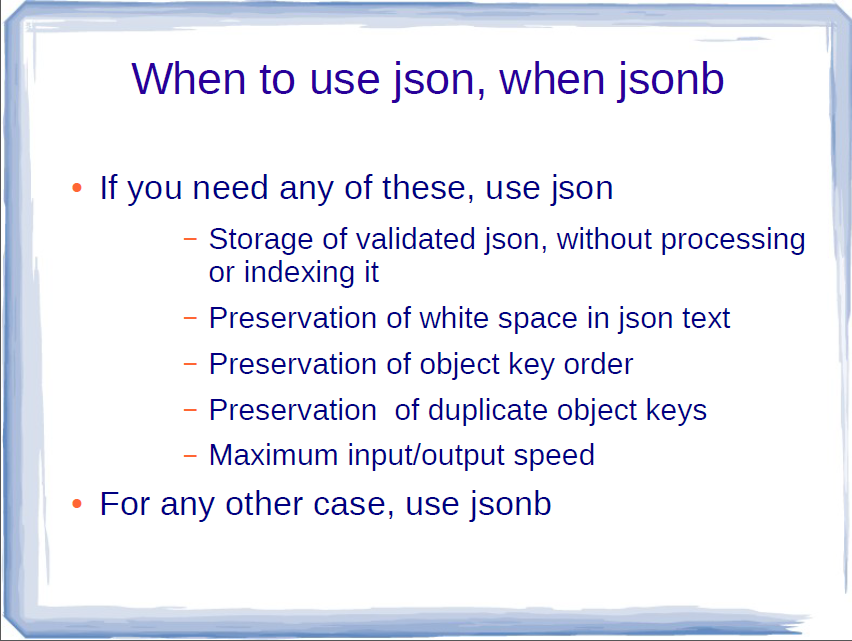 When to use json, when jsonb
• If you need any of these, use json
– Storage of validated json, without processing
or indexing it
– Preservation of white space in json text
– Preservation of object key order
– Preservation  of duplicate object keys
– Maximum input/output speed
• For any other case, use jsonb